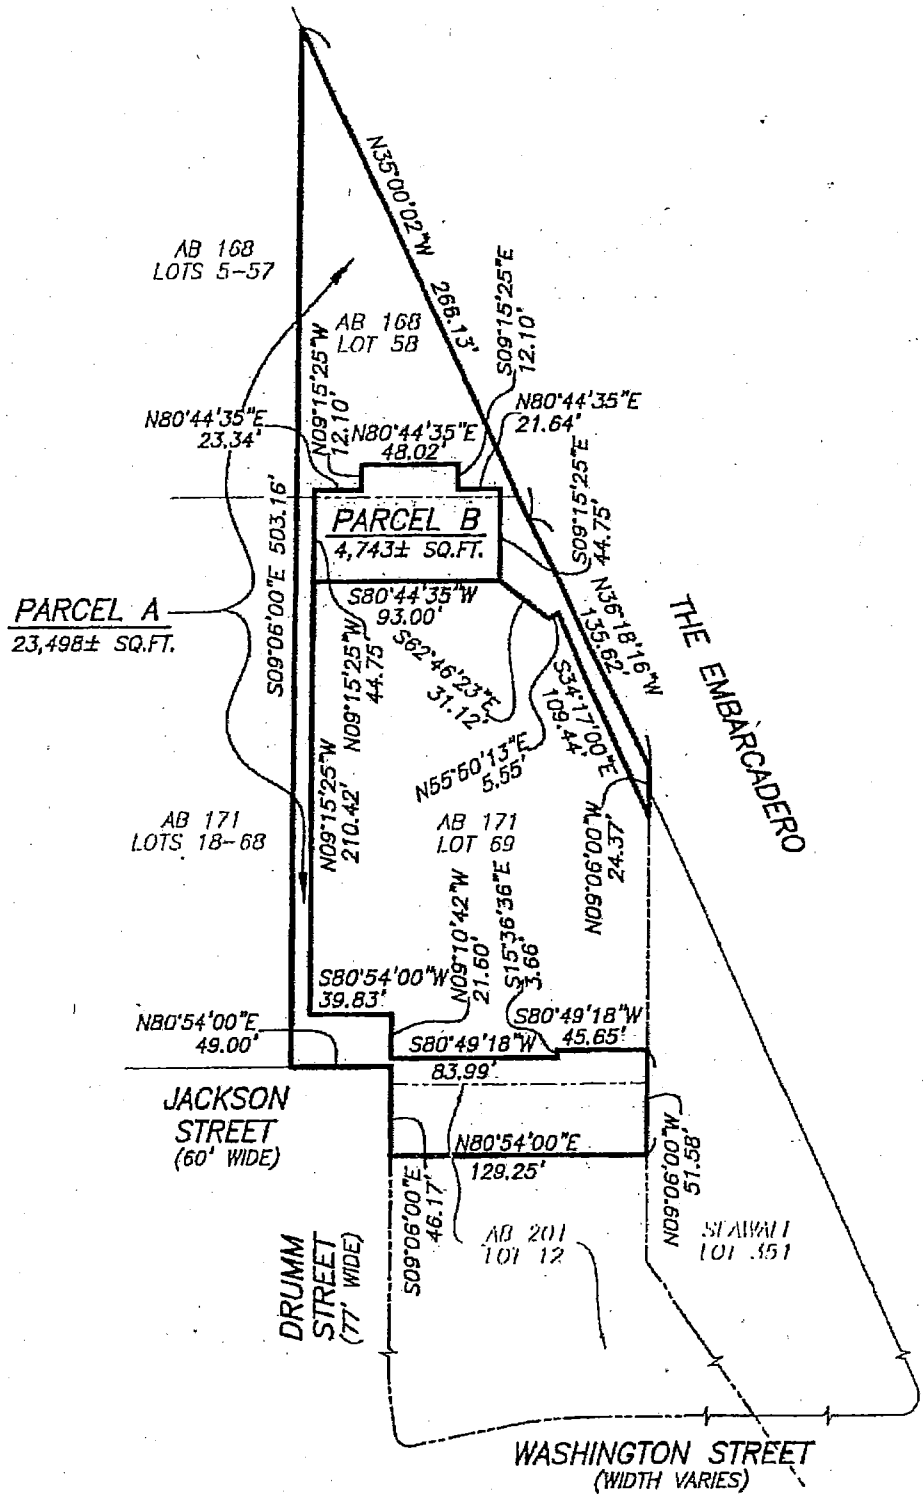 N35°00'02"W
266.13'
AB 168
LOTS 5-57
AB 168
LOT 58
S09°15'25"E
12.10'
N09°15'25"W
12.10'
N80°44'35"E
23.34'
N80°44'35"E
48.02'
N80°44'35"E
21.64'
S09°15'25"E
44.75'
S09°06'00"E 503.16'
PARCEL B
4,743± SQ.FT.
PARCEL A
23,498± SQ.FT.
S80°44'35"W
93.00'
N09°15'25"W
44.75'
S62°46'23"E
31.12'
N36°18'16"W
135.62'
THE EMBARCADERO
S34°17'00"E
109.44'
N55°50'13"E
5.55'
N09°15'25"W
210.42'
AB 171
LOTS 18-68
AB 171
LOT 69
N09°06'00"W
24.37'
N09°10'42"W
21.60'
S15°36'36"E
3.66'
S80°54'00"W
39.83'
N80°54'00"E
49.00'
S80°49'18"W
83.99'
S80°49'18"W
45.65'
JACKSON
STREET
(60' WIDE)
N80°54'00"E
129.25'
S09°06'00"E
46.17'
N09°06'00"W
51.58'
AB 201
LOT 12
SEAWALL
LOT 351
DRUMM
STREET
(77' WIDE)
WASHINGTON STREET
(WIDTH VARIES)